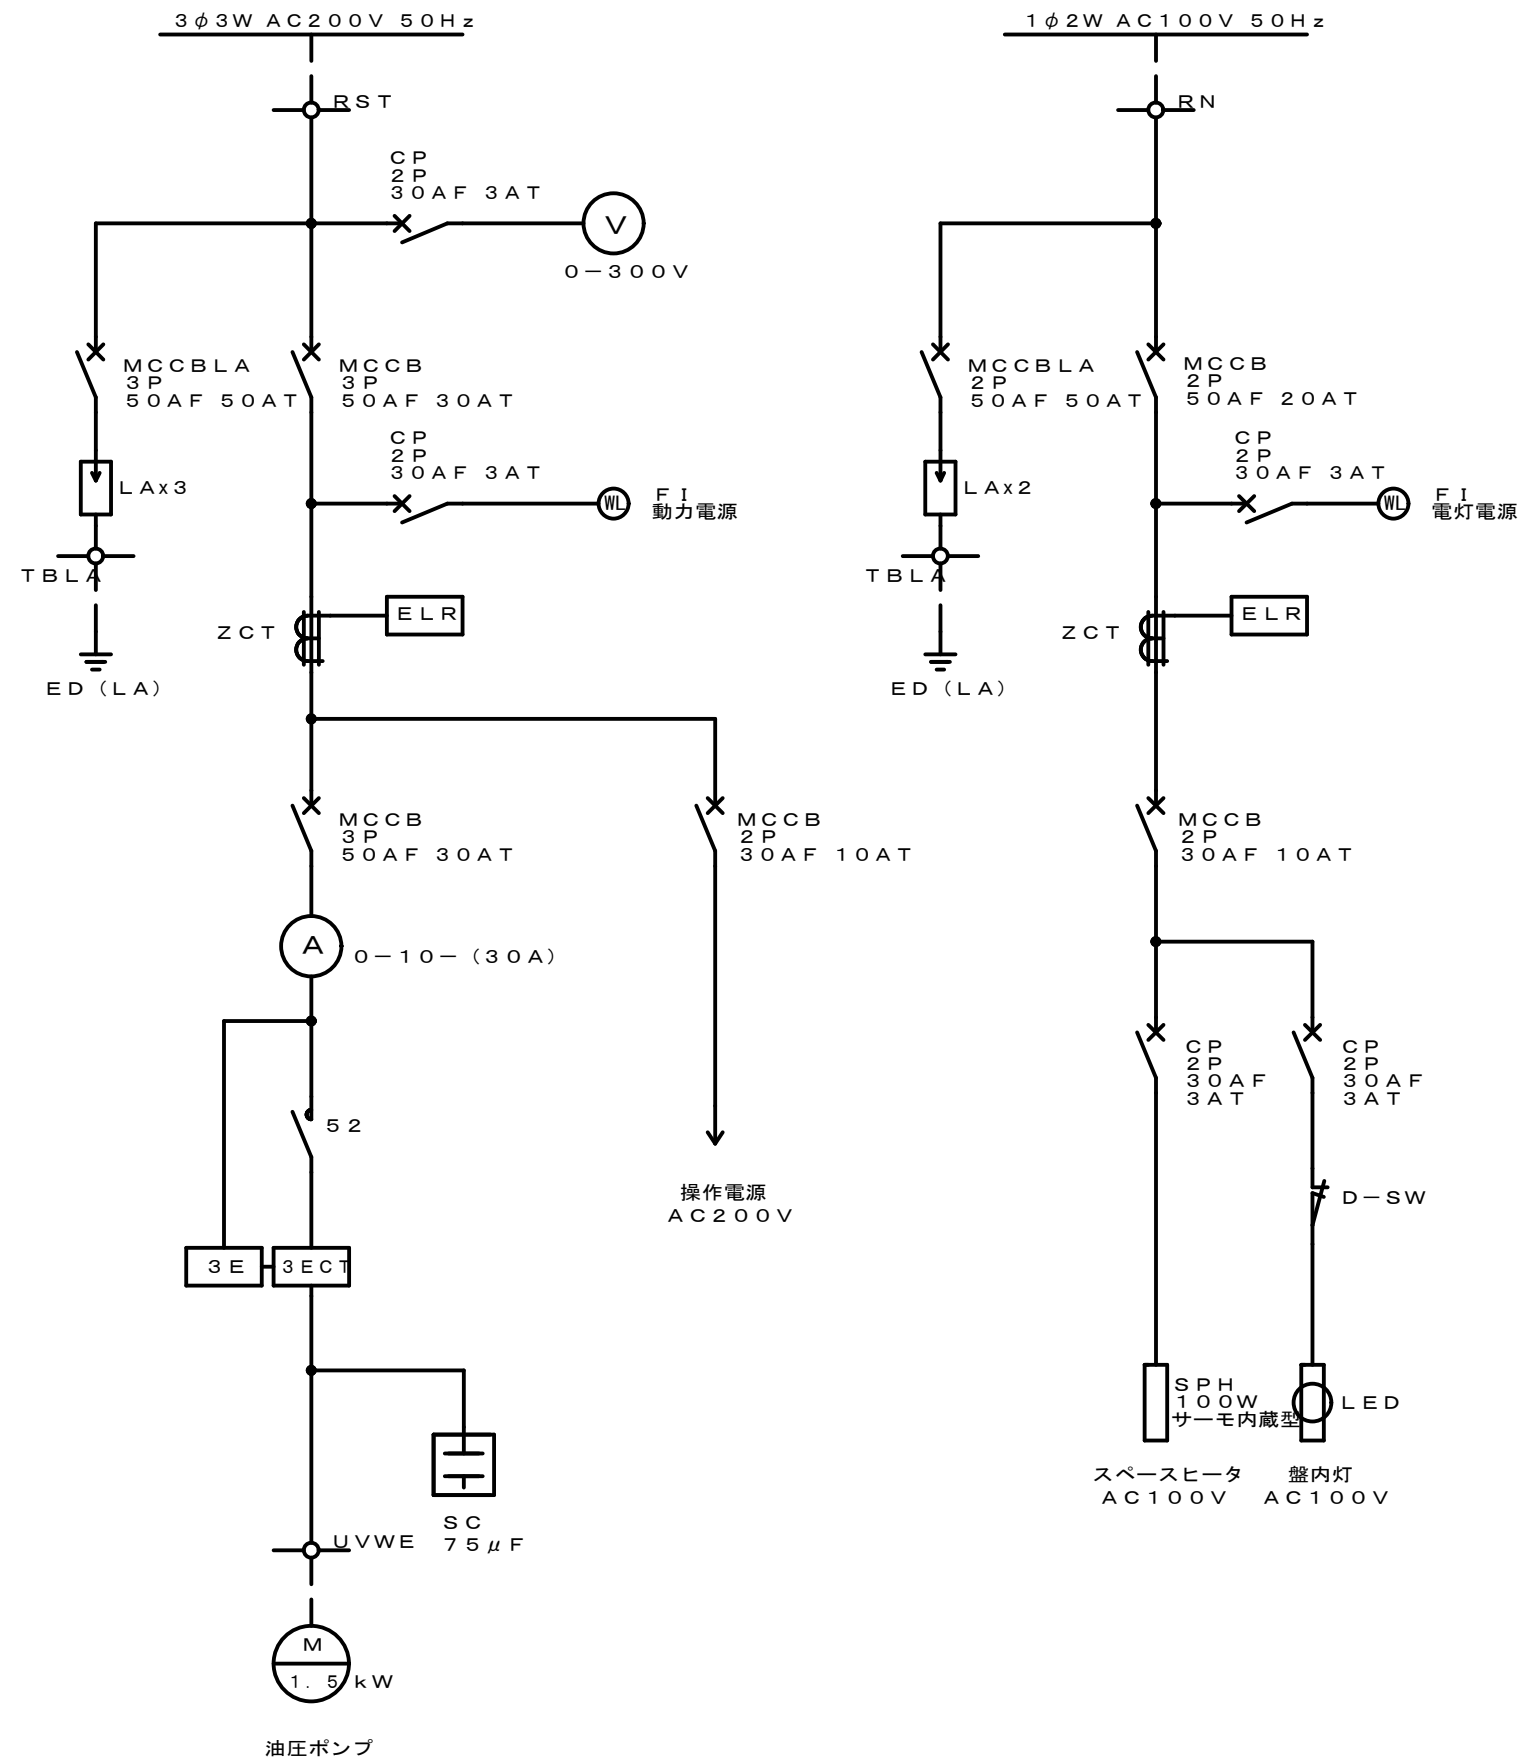 3φ3W AC200V 50Hz
1φ2W AC100V 50Hz
RST
RN
CP
2P
30AF 3AT
V
0-300V
MCCBLA
3P
50AF 50AT
MCCB
3P
50AF 30AT
MCCBLA
2P
50AF 50AT
MCCB
2P
50AF 20AT
CP
2P
30AF 3AT
CP
2P
30AF 3AT
LAx3
WL
FI
動力電源
LAx2
WL
FI
電灯電源
TBLA
TBLA
ZCT
ELR
ZCT
ELR
ED(LA)
ED(LA)
MCCB
3P
50AF 30AT
MCCB
2P
30AF 10AT
MCCB
2P
30AF 10AT
A
0-10-(30A)
CP
2P
30AF
3AT
CP
2P
30AF
3AT
52
操作電源
AC200V
D-SW
3E
3ECT
SPH
100W
サーモ内蔵型
LED
スペースヒータ
AC100V
盤内灯
AC100V
SC
75μF
UVWE
M
1.5kW
油圧ポンプ